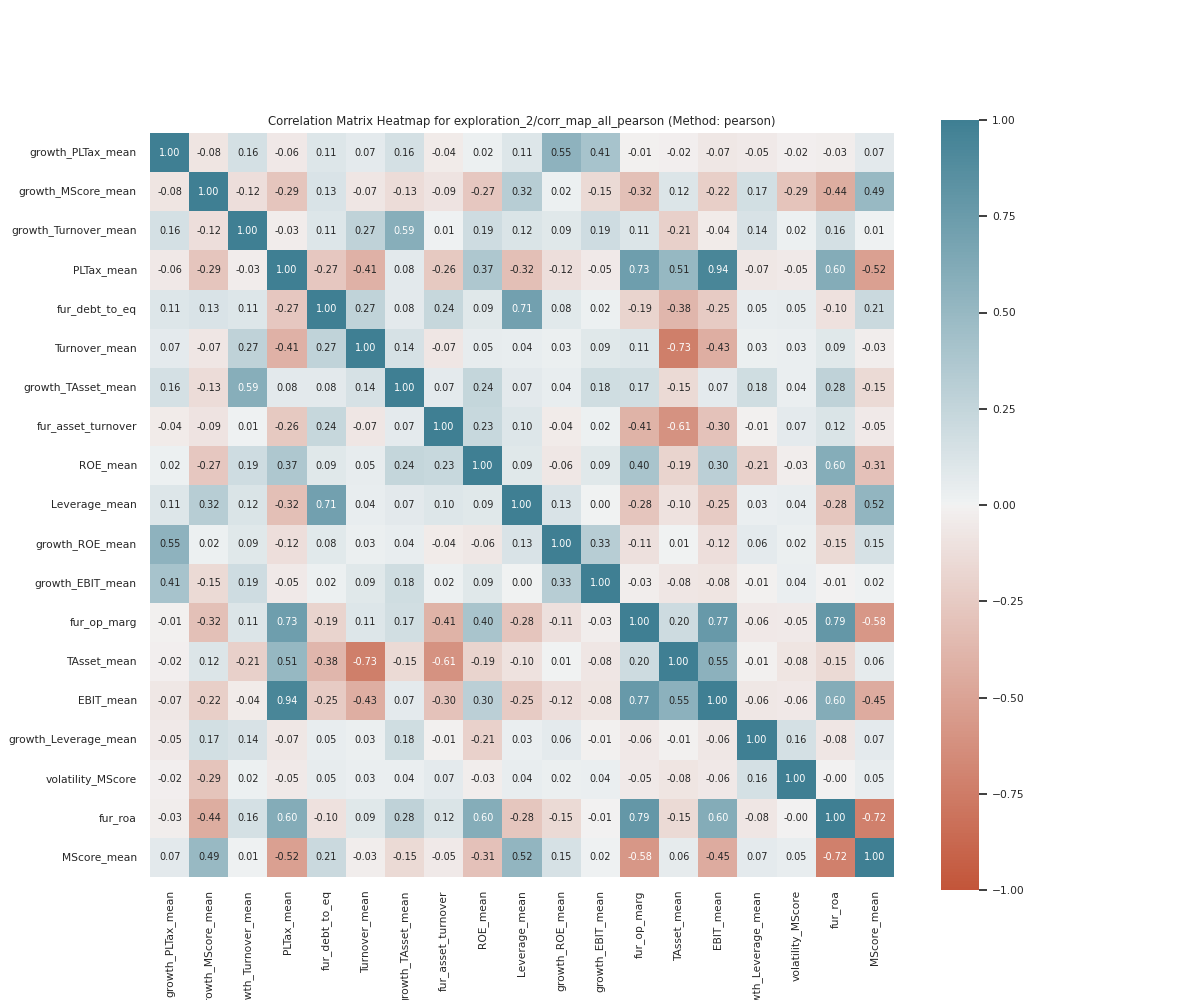 Correlation Matrix Heatmap for exploration_2/corr_map_all_pearson (Method: pearson)
growth_PLTax_mean 1.00 -0.08 0.16 -0.06 0.11 0.07 0.16 -0.04 0.02 0.11 0.55 0.41 -0.01 -0.02 -0.07 -0.05 -0.02 -0.03 0.07
growth_MScore_mean -0.08 1.00 -0.12 -0.29 0.13 -0.07 -0.13 -0.09 -0.27 0.32 0.02 -0.15 -0.32 0.12 -0.22 0.17 -0.29 -0.44 0.49
growth_Turnover_mean 0.16 -0.12 1.00 -0.03 0.11 0.27 0.59 0.01 0.19 0.12 0.09 0.19 0.11 -0.21 -0.04 0.14 0.02 0.16 0.01
PLTax_mean -0.06 -0.29 -0.03 1.00 -0.27 -0.41 0.08 -0.26 0.37 -0.32 -0.12 -0.05 0.73 0.51 0.94 -0.07 -0.05 0.60 -0.52
fur_debt_to_eq 0.11 0.13 0.11 -0.27 1.00 0.27 0.08 0.24 0.09 0.71 0.08 0.02 -0.19 -0.38 -0.25 0.05 0.05 -0.10 0.21
Turnover_mean 0.07 -0.07 0.27 -0.41 0.27 1.00 0.14 -0.07 0.05 0.04 0.03 0.09 0.11 -0.73 -0.43 0.03 0.03 0.09 -0.03
growth_TAsset_mean 0.16 -0.13 0.59 0.08 0.08 0.14 1.00 0.07 0.24 0.07 0.04 0.18 0.17 -0.15 0.07 0.18 0.04 0.28 -0.15
fur_asset_turnover -0.04 -0.09 0.01 -0.26 0.24 -0.07 0.07 1.00 0.23 0.10 -0.04 0.02 -0.41 -0.61 -0.30 -0.01 0.07 0.12 -0.05
ROE_mean 0.02 -0.27 0.19 0.37 0.09 0.05 0.24 0.23 1.00 0.09 -0.06 0.09 0.40 -0.19 0.30 -0.21 -0.03 0.60 -0.31
Leverage_mean 0.11 0.32 0.12 -0.32 0.71 0.04 0.07 0.10 0.09 1.00 0.13 0.00 -0.28 -0.10 -0.25 0.03 0.04 -0.28 0.52
growth_ROE_mean 0.55 0.02 0.09 -0.12 0.08 0.03 0.04 -0.04 -0.06 0.13 1.00 0.33 -0.11 0.01 -0.12 0.06 0.02 -0.15 0.15
growth_EBIT_mean 0.41 -0.15 0.19 -0.05 0.02 0.09 0.18 0.02 0.09 0.00 0.33 1.00 -0.03 -0.08 -0.08 -0.01 0.04 -0.01 0.02
fur_op_marg -0.01 -0.32 0.11 0.73 -0.19 0.11 0.17 -0.41 0.40 -0.28 -0.11 -0.03 1.00 0.20 0.77 -0.06 -0.05 0.79 -0.58
TAsset_mean -0.02 0.12 -0.21 0.51 -0.38 -0.73 -0.15 -0.61 -0.19 -0.10 0.01 -0.08 0.20 1.00 0.55 -0.01 -0.08 -0.15 0.06
EBIT_mean -0.07 -0.22 -0.04 0.94 -0.25 -0.43 0.07 -0.30 0.30 -0.25 -0.12 -0.08 0.77 0.55 1.00 -0.06 -0.06 0.60 -0.45
growth_Leverage_mean -0.05 0.17 0.14 -0.07 0.05 0.03 0.18 -0.01 -0.21 0.03 0.06 -0.01 -0.06 -0.01 -0.06 1.00 0.16 -0.08 0.07
volatility_MScore -0.02 -0.29 0.02 -0.05 0.05 0.03 0.04 0.07 -0.03 0.04 0.02 0.04 -0.05 -0.08 -0.06 0.16 1.00 -0.00 0.05
fur_roa -0.03 -0.44 0.16 0.60 -0.10 0.09 0.28 0.12 0.60 -0.28 -0.15 -0.01 0.79 -0.15 0.60 -0.08 -0.00 1.00 -0.72
MScore_mean 0.07 0.49 0.01 -0.52 0.21 -0.03 -0.15 -0.05 -0.31 0.52 0.15 0.02 -0.58 0.06 -0.45 0.07 0.05 -0.72 1.00
growth_PLTax_mean
rowth_MScore_mean
wth_Turnover_mean
PLTax_mean
fur_debt_to_eq
Turnover_mean
growth_TAsset_mean
fur_asset_turnover
ROE_mean
Leverage_mean
growth_ROE_mean
growth_EBIT_mean
fur_op_marg
TAsset_mean
EBIT_mean
wth_Leverage_mean
volatility_MScore
fur_roa
MScore_mean
1.00
0.75
0.50
0.25
0.00
−0.25
−0.50
−0.75
−1.00